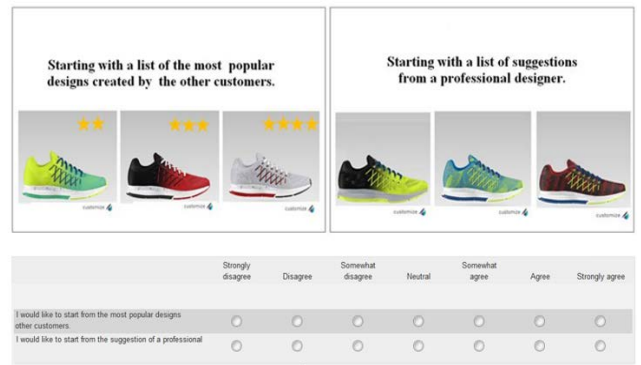 Starting with a list of the most popular
designs created by the other customers.
Starting with a list of suggestions
from a professional designer.
customize
customize
customize
customize
customize
customize
Strongly
disagree
Disagree
Somewhat
disagree
Neutral
Somewhat
agree
Agree
Strongly agree
I would like to start from the most popular designs
other customers.
I would like to start from the suggestion of a professional